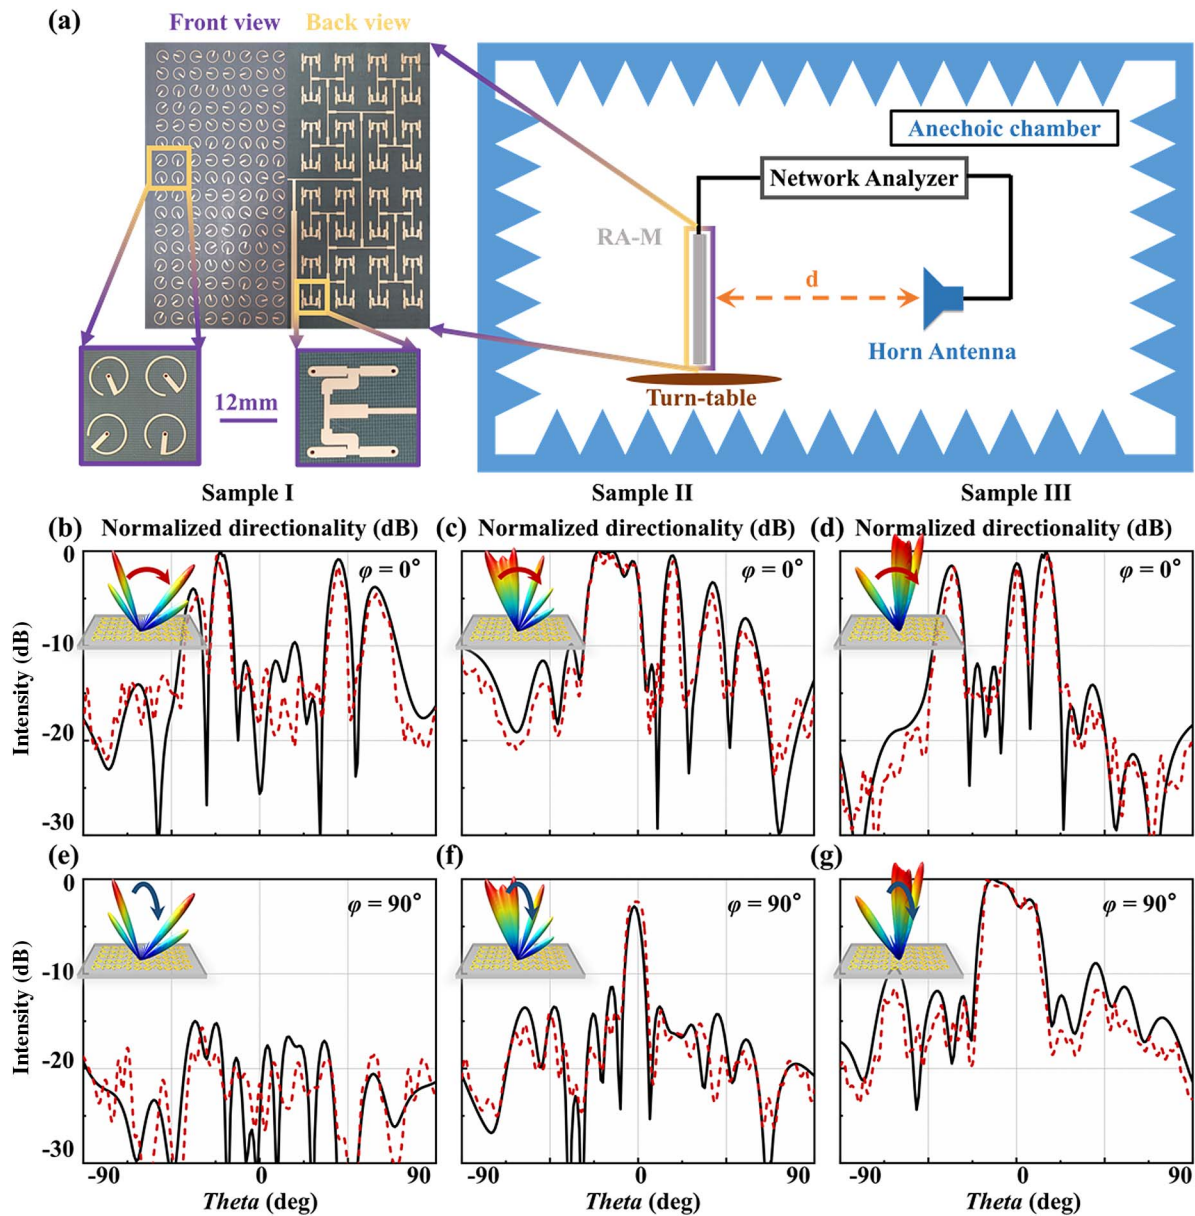 (a)
Front view Back view
Anechoic chamber
Network Analyzer
RA-M
d
Horn Antenna
Turn-table
12mm
Sample I Sample II Sample III
(b) Normalized directionality (dB) (c) Normalized directionality (dB) (d) Normalized directionality (dB)
0 φ = 0° φ = 0° φ = 0°
-10
Intensity (dB)
-20
-30
(e) (f) (g)
0 φ = 90° φ = 90° φ = 90°
-10
Intensity (dB)
-20
-30
-90 0 90 -90 0 90 -90 0 90
Theta (deg) Theta (deg) Theta (deg)